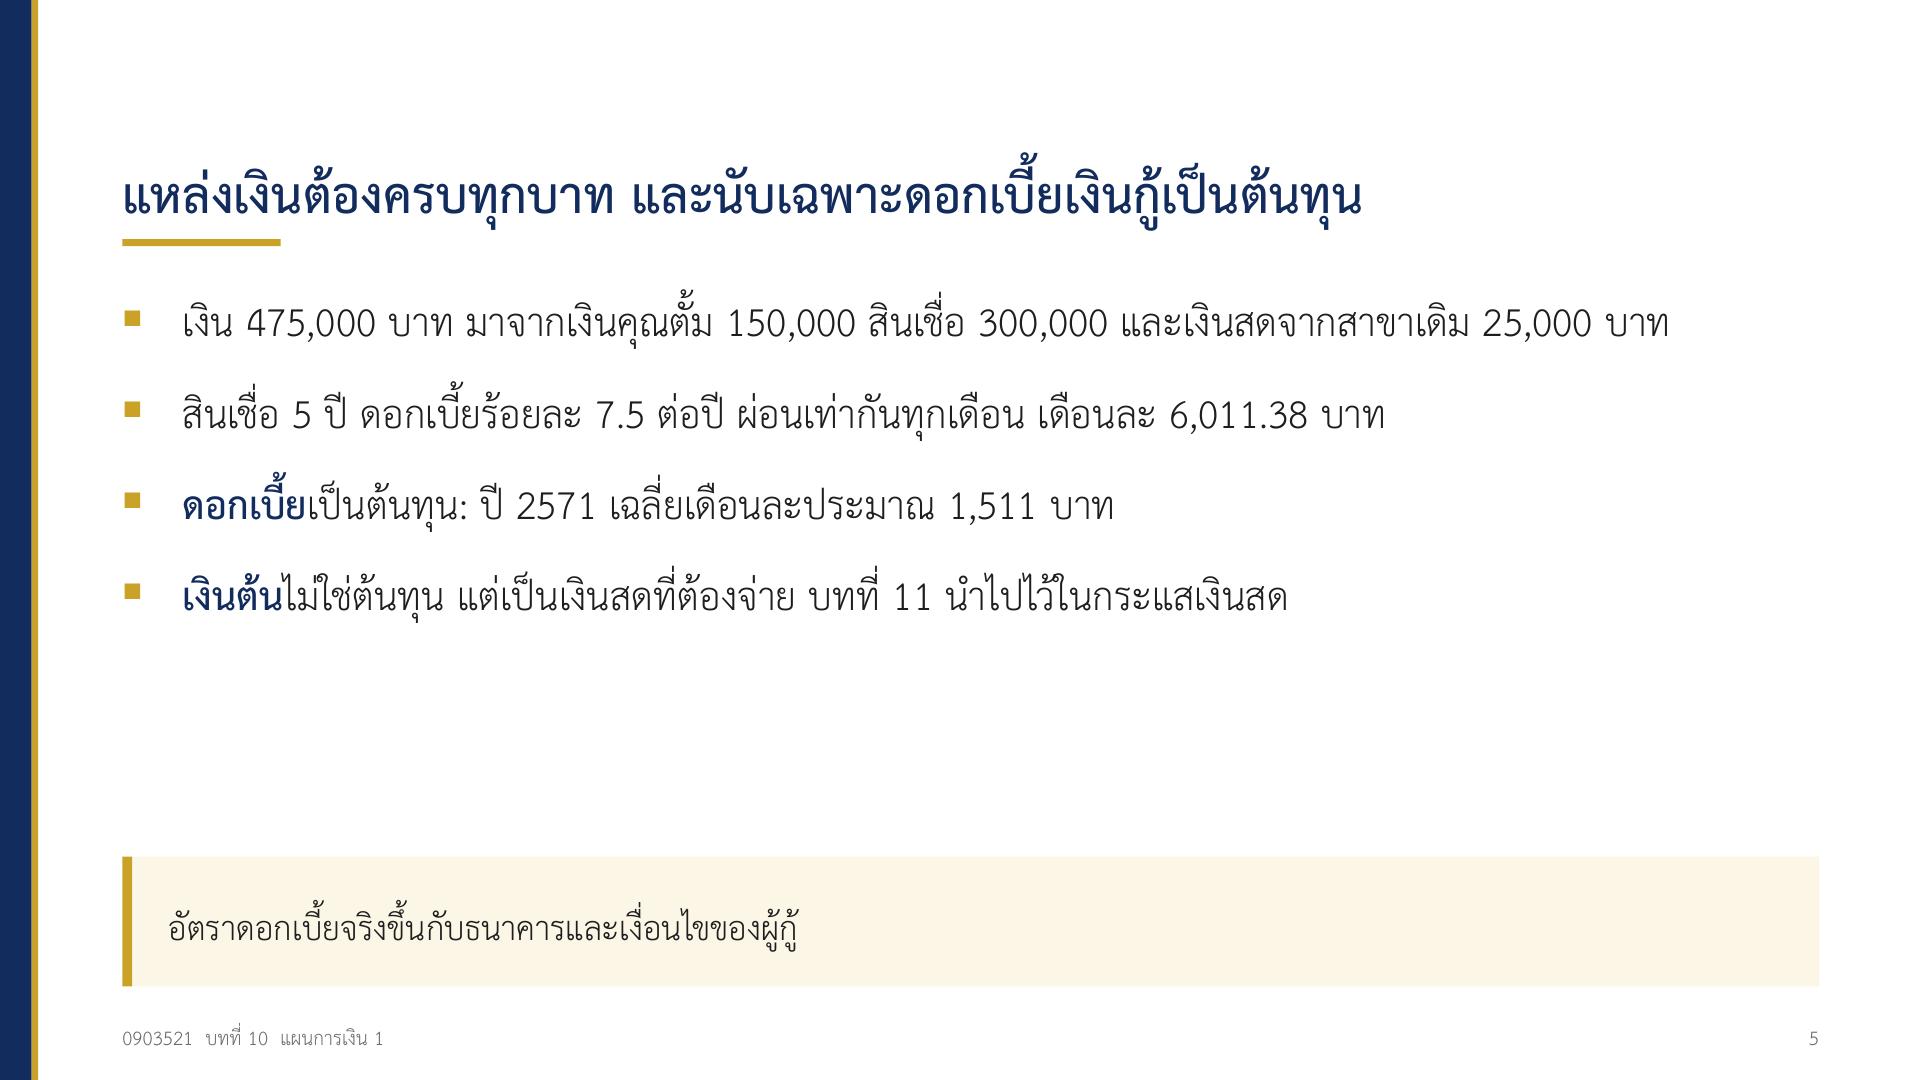 แหล่งเงินต้องครบทุกบาท และนับเฉพาะดอกเบี้ยเงินกู้เป็นต้นทุน
เงิน 475,000 บาท มาจากเงินคุณตั้ม 150,000 สินเชื่อ 300,000 และเงินสดจากสาขาเดิม 25,000 บาท
สินเชื่อ 5 ปี ดอกเบี้ยร้อยละ 7.5 ต่อปี ผ่อนเท่ากันทุกเดือน เดือนละ 6,011.38 บาท
ดอกเบี้ยเป็นต้นทุน: ปี 2571 เฉลี่ยเดือนละประมาณ 1,511 บาท
เงินต้นไม่ใช่ต้นทุน แต่เป็นเงินสดที่ต้องจ่าย บทที่ 11 นำไปไว้ในกระแสเงินสด
อัตราดอกเบี้ยจริงขึ้นกับธนาคารและเงื่อนไขของผู้กู้
0903521 บทที่ 10 แผนการเงิน 1
5